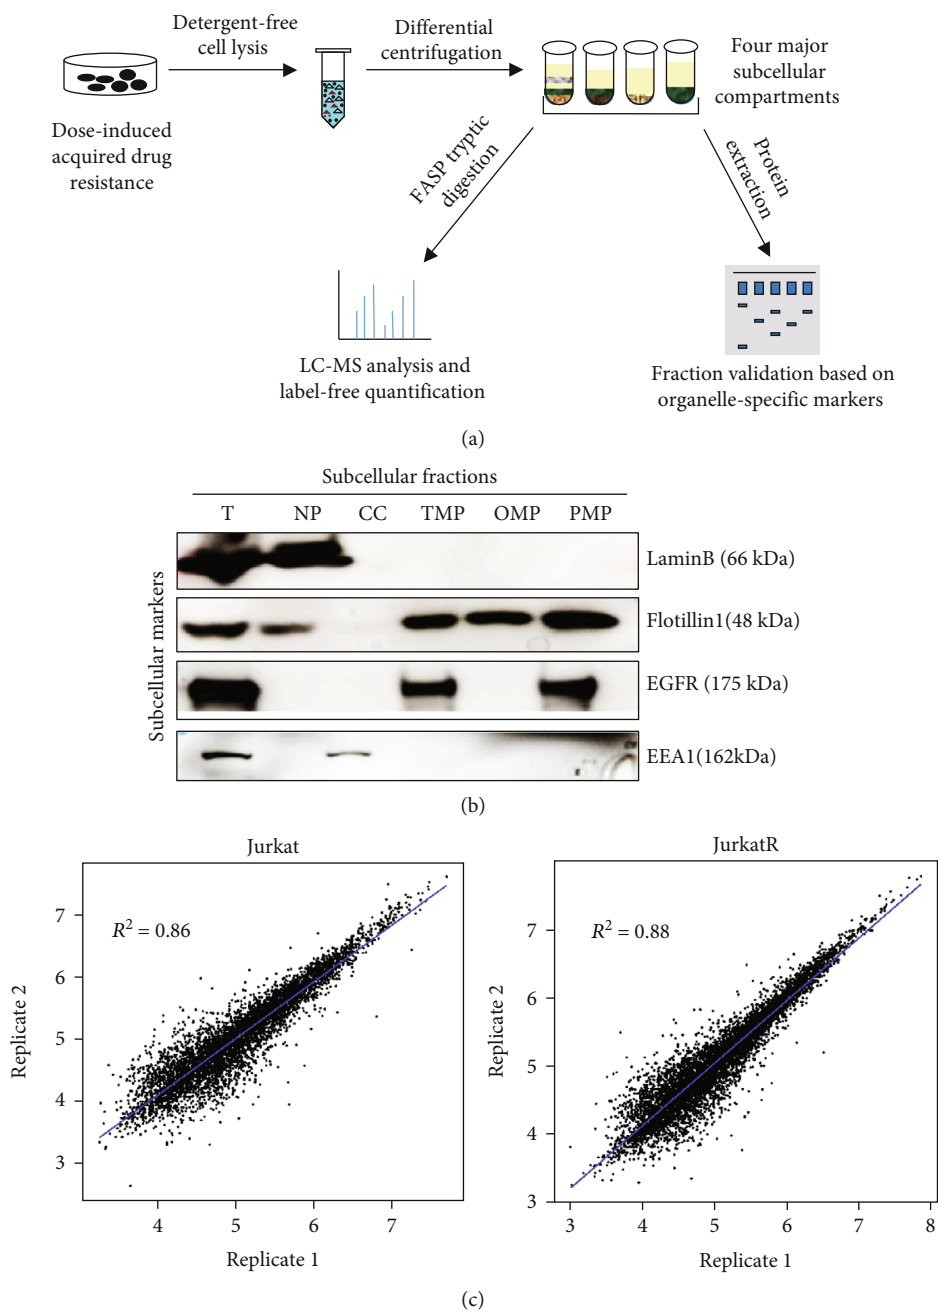 Detergent-free
cell lysis
Differential
centrifugation
Four major
subcellular
compartments
Dose-induced
acquired drug
resistance
FASP tryptic
digestion
Protein
extraction
LC-MS analysis and
label-free quantification
Fraction validation based on
organelle-specific markers
(a)
Subcellular fractions
T NP CC TMP OMP PMP
Subcellular markers
LaminB (66 kDa)
Flotillin1(48 kDa)
EGFR (175 kDa)
EEA1(162kDa)
(b)
Jurkat
R² = 0.86
Replicate 2
7
6
5
4
3
4 5 6 7
Replicate 1
JurkatR
R² = 0.88
Replicate 2
7
6
5
4
3
3 4 5 6 7 8
Replicate 1
(c)